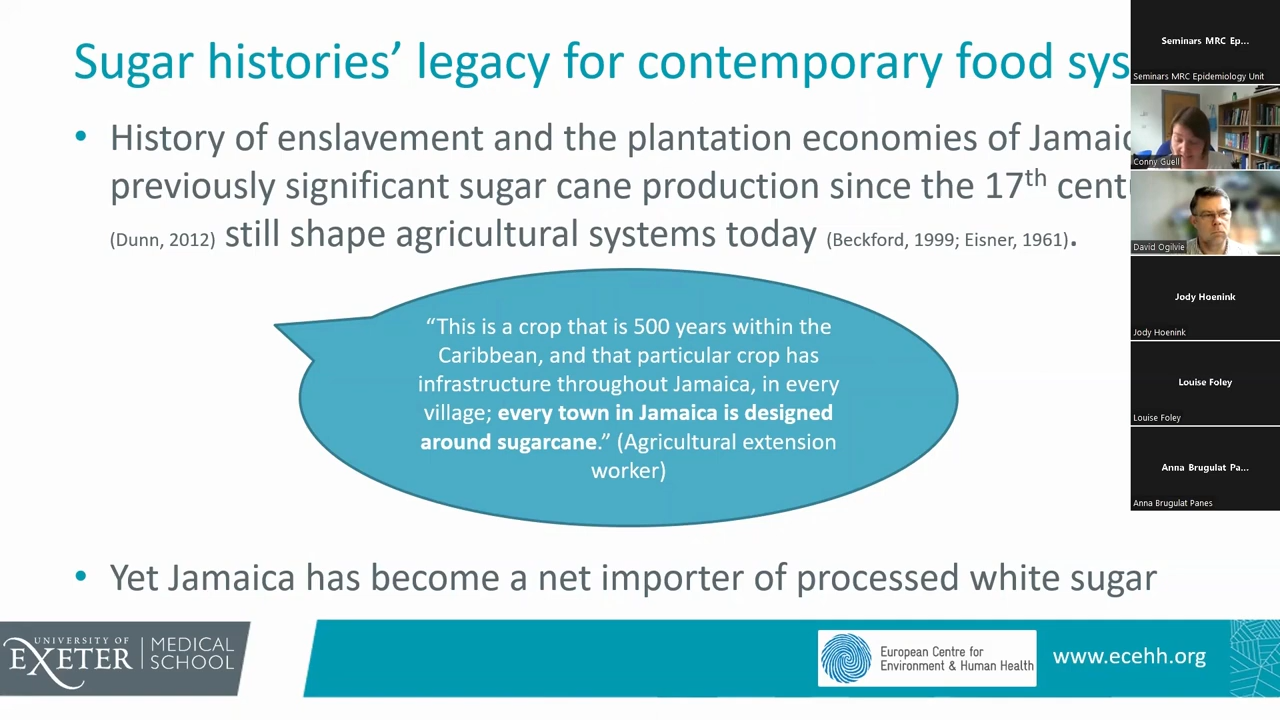 Sugar histories’ legacy for contemporary food sys
• History of enslavement and the plantation economies of Jamaic
previously significant sugar cane production since the 17th cent
(Dunn, 2012) still shape agricultural systems today (Beckford, 1999; Eisner, 1961).
“This is a crop that is 500 years within the
Caribbean, and that particular crop has
infrastructure throughout Jamaica, in every
village; every town in Jamaica is designed
around sugarcane.” (Agricultural extension
worker)
• Yet Jamaica has become a net importer of processed white sugar
UNIVERSITY OF
EXETER
MEDICAL
SCHOOL
European Centre for
Environment & Human Health
www.ecehh.org
Seminars MRC Ep...
Seminars MRC Epidemiology Unit
Conny Guell
David Ogilvie
Jody Hoenink
Jody Hoenink
Louise Foley
Louise Foley
Anna Brugulat Pa...
Anna Brugulat Panes